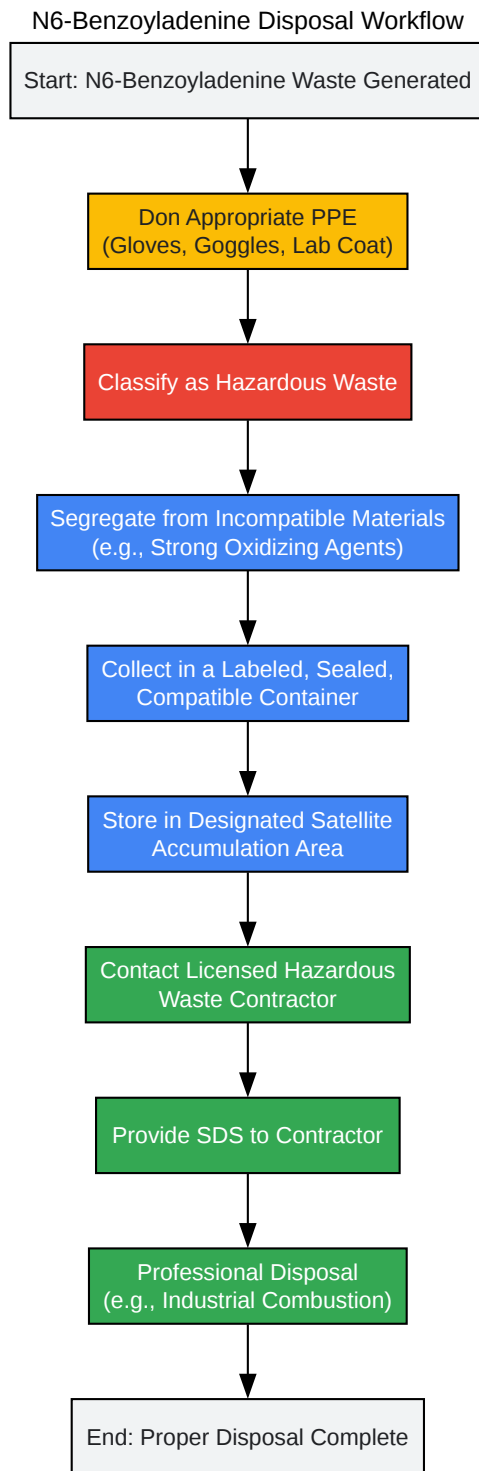 N6-Benzoyladenine Disposal Workflow
Start: N6-Benzoyladenine Waste Generated
Don Appropriate PPE
(Gloves, Goggles, Lab Coat)
Classify as Hazardous Waste
Segregate from Incompatible Materials
(e.g., Strong Oxidizing Agents)
Collect in a Labeled, Sealed,
Compatible Container
Store in Designated Satellite
Accumulation Area
Contact Licensed Hazardous
Waste Contractor
Provide SDS to Contractor
Professional Disposal
(e.g., Industrial Combustion)
End: Proper Disposal Complete